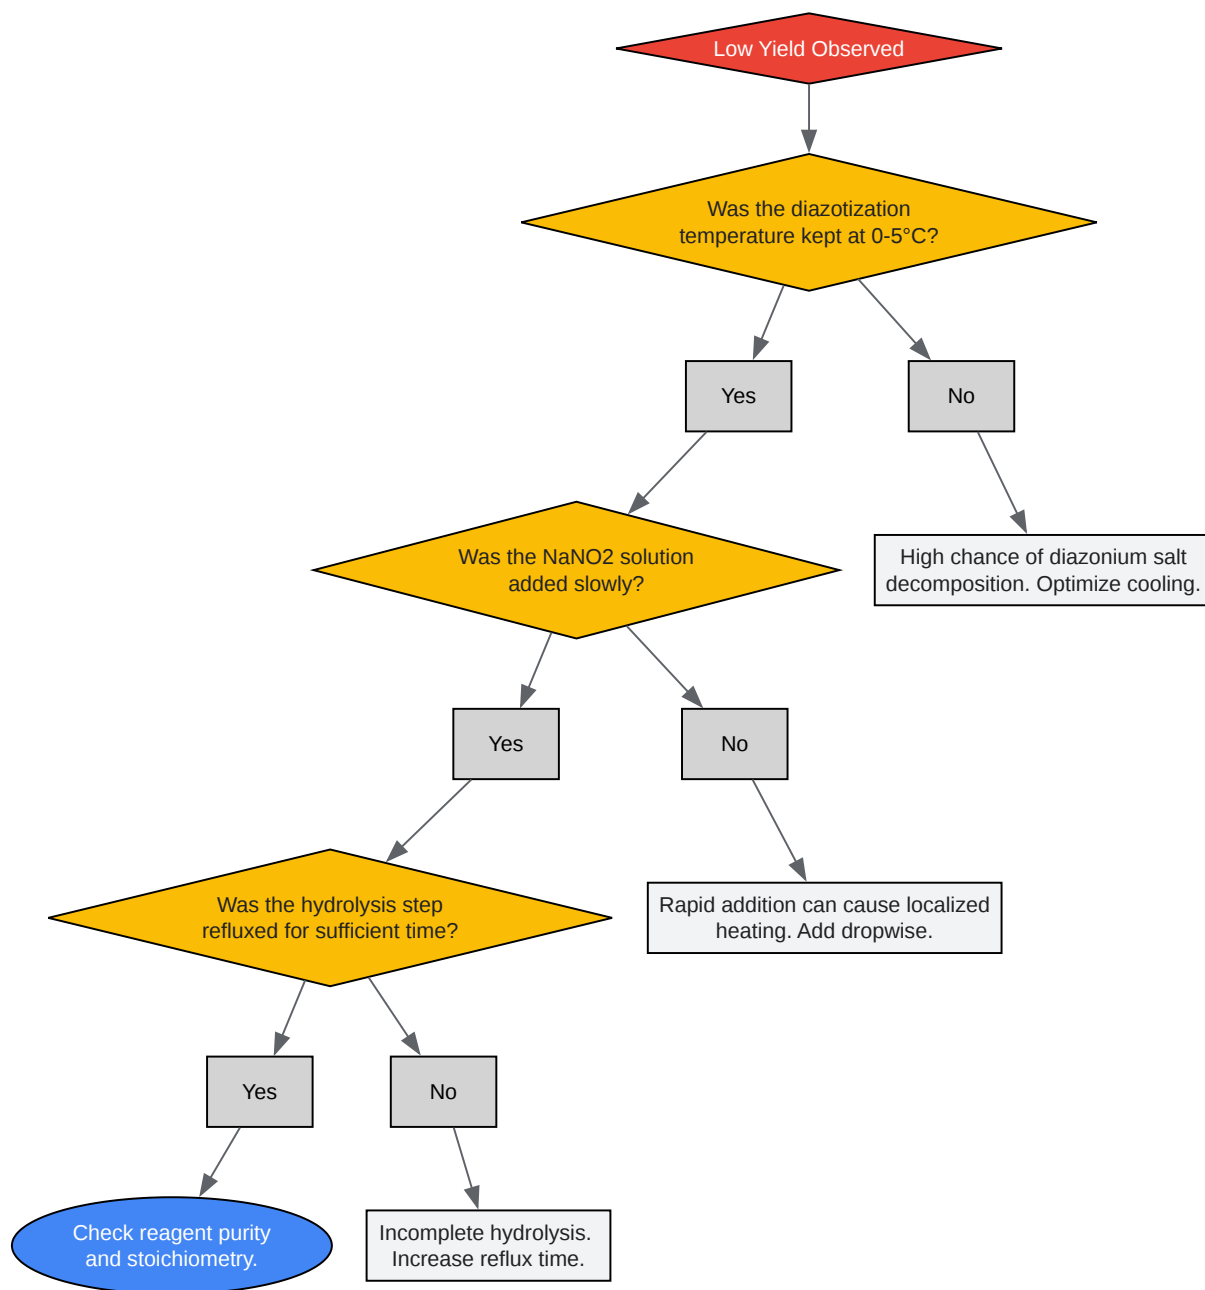 Low Yield Observed
Was the diazotization
temperature kept at 0-5°C?
Yes
No
Was the NaNO2 solution
added slowly?
High chance of diazonium salt
decomposition. Optimize cooling.
Yes
No
Was the hydrolysis step
refluxed for sufficient time?
Rapid addition can cause localized
heating. Add dropwise.
Yes
No
Check reagent purity
and stoichiometry.
Incomplete hydrolysis.
Increase reflux time.